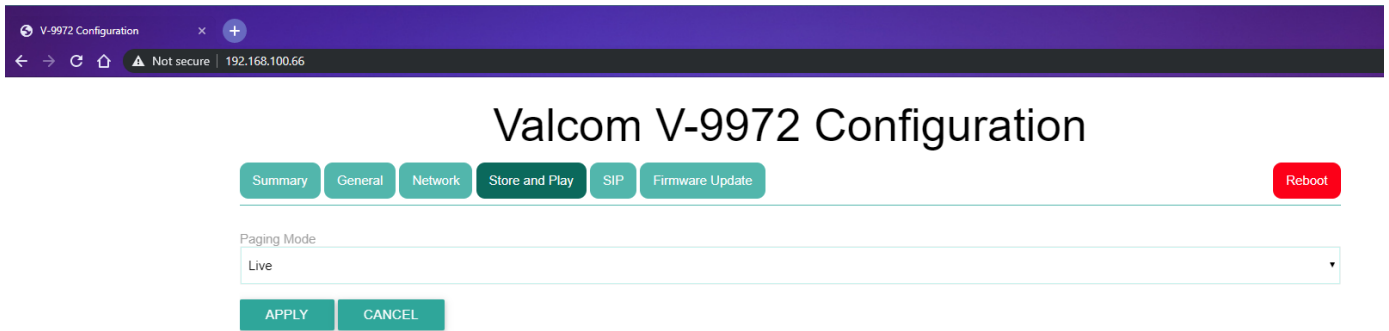 V-9972 Configuration
Not secure | 192.168.100.66
Valcom V-9972 Configuration
Summary General Network Store and Play SIP Firmware Update Reboot
Paging Mode
Live
APPLY CANCEL